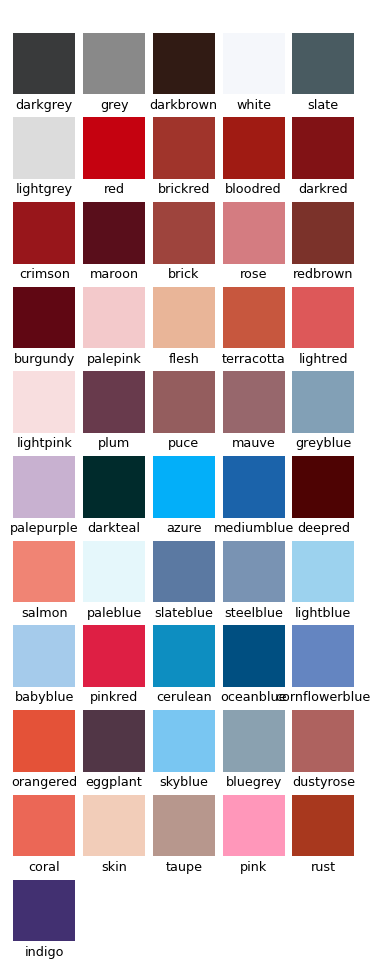 darkgrey grey darkbrown white slate
lightgrey red brickred bloodred darkred
crimson maroon brick rose redbrown
burgundy palepink flesh terracotta lightred
lightpink plum puce mauve greyblue
palepurple darkteal azure mediumblue deepred
salmon paleblue slateblue steelblue lightblue
babyblue pinkred cerulean oceanblue cornflowerblue
orangered eggplant skyblue bluegrey dustyrose
coral skin taupe pink rust
indigo